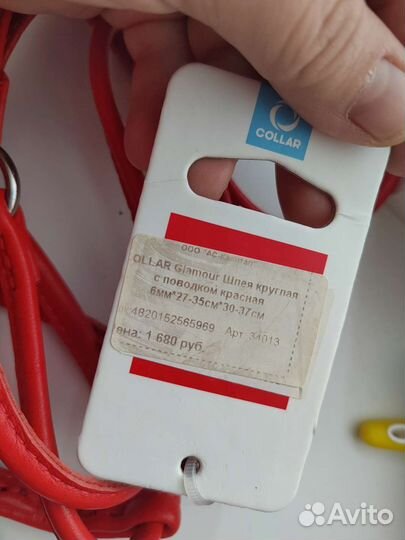 COLLAR
ООО "АС-Капитал"
OLLAR Glamour Шлея круглая
с поводком красная
6мм*27-35см*30-37см
4820152565969 Арт. 34013
ена: 1 680 руб.
Avito